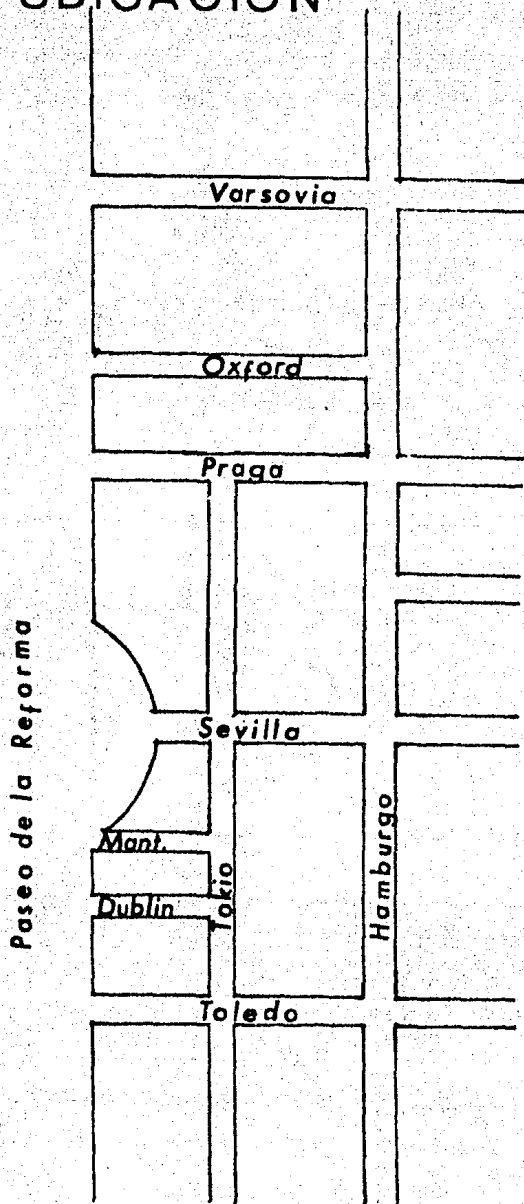 UBICACION
Varsovia
Oxford
Praga
Paseo de la Reforma
Sevilla
Mant.
Tokio
Hamburgo
Dublin
Toledo